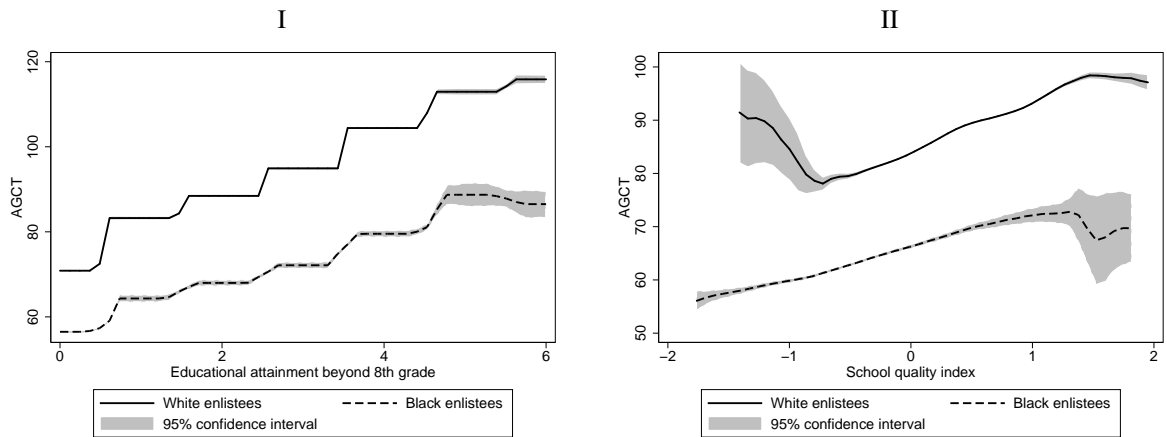 I
II
AGCT
120
100
80
60
0
2
4
6
Educational attainment beyond 8th grade
White enlistees
Black enlistees
95% confidence interval
AGCT
100
90
80
70
60
50
−2
−1
0
1
2
School quality index
White enlistees
Black enlistees
95% confidence interval